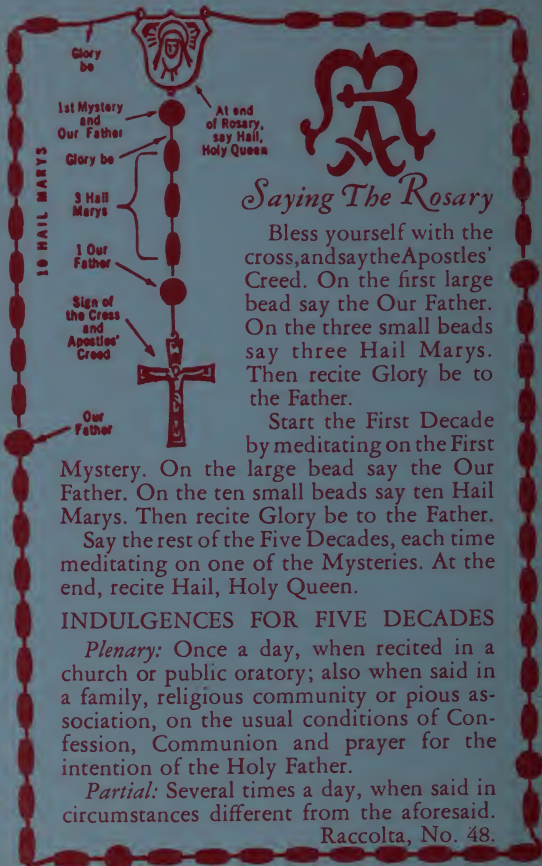 Glory
be
1st Mystery
and
Our Father
At end
of Rosary,
say Hail,
Holy Queen
Glory be
10 HAIL MARYS
3 Hail
Marys
1 Our
Father
Sign of
the Cross
and
Apostles'
Creed
Our
Father
Saying The Rosary
Bless yourself with the
cross, and say the Apostles'
Creed. On the first large
bead say the Our Father.
On the three small beads
say three Hail Marys.
Then recite Glory be to
the Father.
Start the First Decade
by meditating on the First
Mystery. On the large bead say the Our
Father. On the ten small beads say ten Hail
Marys. Then recite Glory be to the Father.
Say the rest of the Five Decades, each time
meditating on one of the Mysteries. At the
end, recite Hail, Holy Queen.
INDULGENCES FOR FIVE DECADES
Plenary: Once a day, when recited in a
church or public oratory; also when said in
a family, religious community or pious as-
sociation, on the usual conditions of Con-
fession, Communion and prayer for the
intention of the Holy Father.
Partial: Several times a day, when said in
circumstances different from the aforesaid.
Raccolta, No. 48.